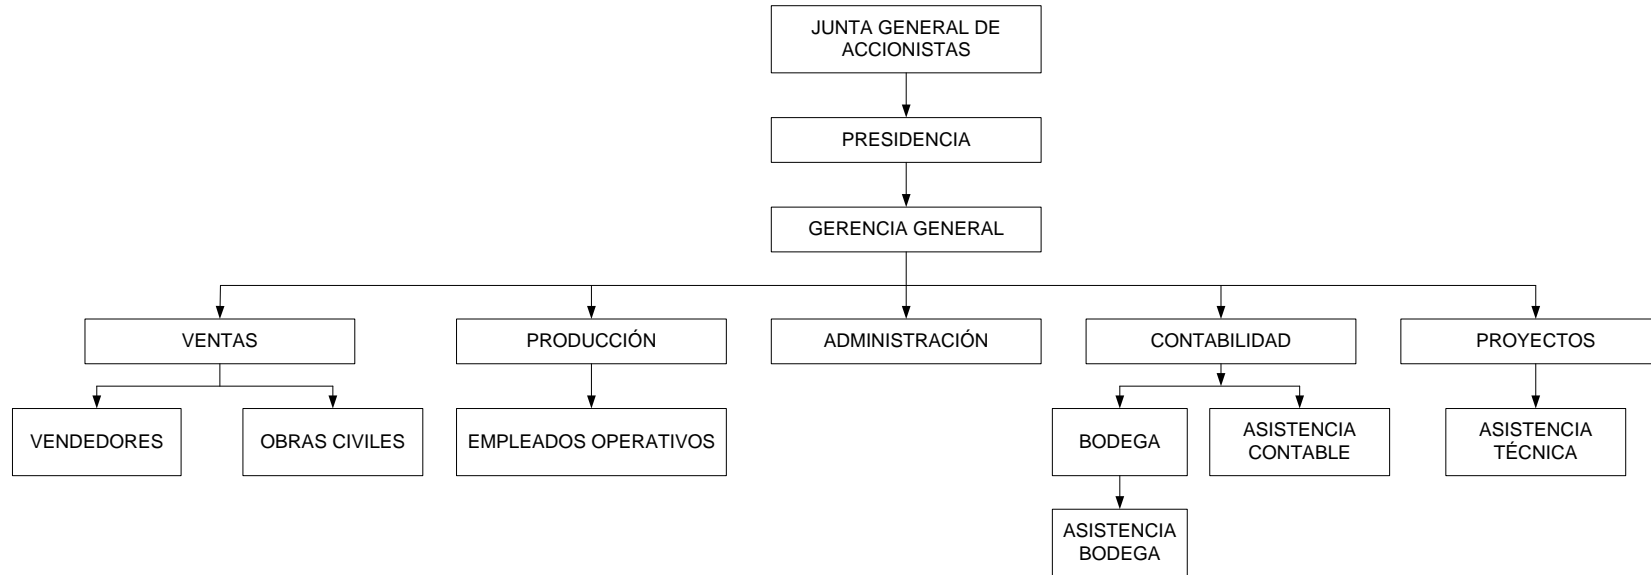 JUNTA GENERAL DE
ACCIONISTAS
PRESIDENCIA
GERENCIA GENERAL
VENTAS
PRODUCCIÓN
ADMINISTRACIÓN
CONTABILIDAD
PROYECTOS
VENDEDORES
OBRAS CIVILES
EMPLEADOS OPERATIVOS
BODEGA
ASISTENCIA
CONTABLE
ASISTENCIA
TÉCNICA
ASISTENCIA
BODEGA